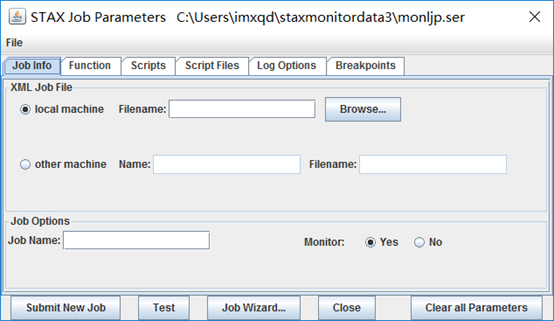 STAX Job Parameters C:\Users\imxqd\staxmonitordata3\monljp.ser
File
Job Info Function Scripts Script Files Log Options Breakpoints
XML Job File
local machine Filename: Browse...
other machine Name: Filename:
Job Options
Job Name: Monitor: Yes No
Submit New Job Test Job Wizard... Close Clear all Parameters